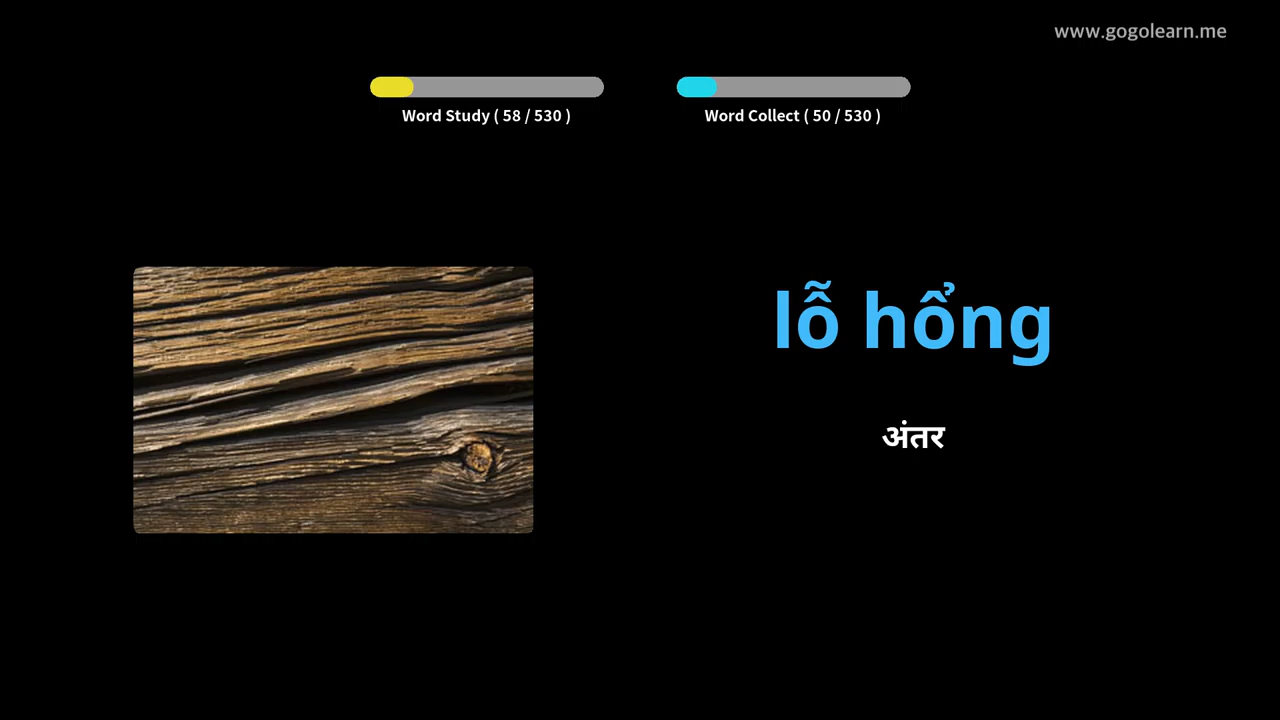 www.gogolearn.me
Word Study ( 58 / 530 )
Word Collect ( 50 / 530 )
lỗ hổng
अंतर